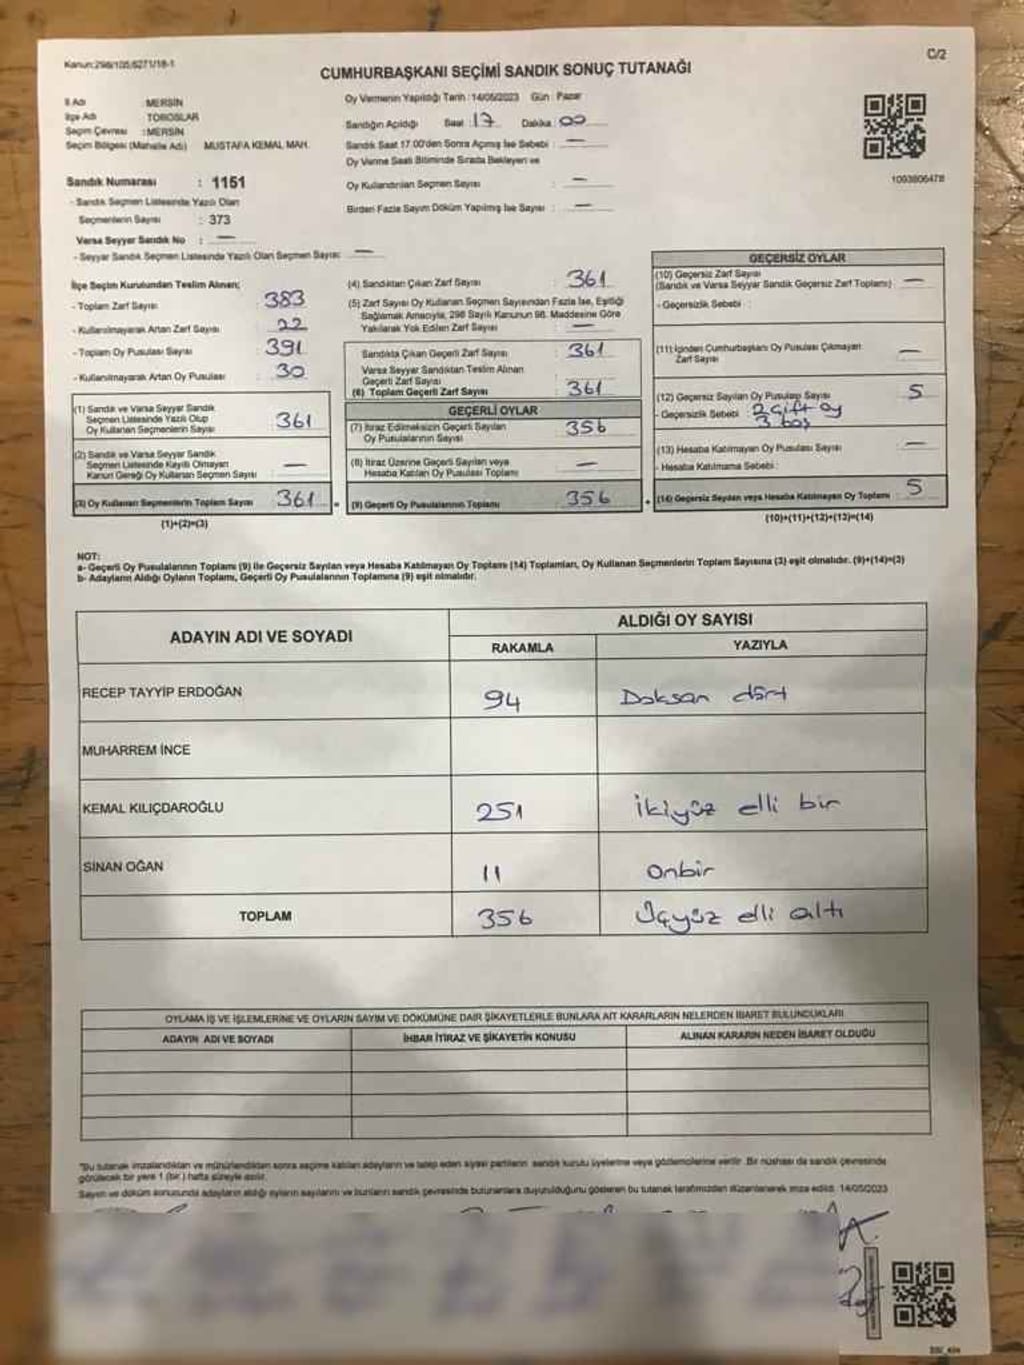 Kanun:298/105,6271/18-1
C/2
CUMHURBAŞKANI SEÇİMİ SANDIK SONUÇ TUTANAĞI
İl Adı : MERSİN
İlçe Adı : TOROSLAR
Seçim Çevresi : MERSİN
Seçim Bölgesi (Mahalle Adı) MUSTAFA KEMAL MAH.
Oy Vermenin Yapıldığı Tarih : 14/05/2023 Gün : Pazar
Sandığın Açıldığı Saat : 17 Dakika : 00
Sandık Saat 17.00'den Sonra Açılmış İse Sebebi : —
Oy Verme Saati Bitiminde Sırada Bekleyen ve
Oy Kullandırılan Seçmen Sayısı : —
Birden Fazla Sayım Döküm Yapılmış İse Sayısı : —
1093806478
Sandık Numarası : 1151
- Sandık Seçmen Listesinde Yazılı Olan
Seçmenlerin Sayısı : 373
Varsa Seyyar Sandık No : —
- Seyyar Sandık Seçmen Listesinde Yazılı Olan Seçmen Sayısı: —
İlçe Seçim Kurulundan Teslim Alınan;
- Toplam Zarf Sayısı : 383
- Kullanılmayarak Artan Zarf Sayısı : 22
- Toplam Oy Pusulası Sayısı : 391
- Kullanılmayarak Artan Oy Pusulası : 30
(1) Sandık ve Varsa Seyyar Sandık
Seçmen Listesinde Yazılı Olup
Oy Kullanan Seçmenlerin Sayısı : 361
(2) Sandık ve Varsa Seyyar Sandık
Seçmen Listesinde Kayıtlı Olmayan
Kanun Gereği Oy Kullanan Seçmen Sayısı : —
(3) Oy Kullanan Seçmenlerin Toplam Sayısı : 361
(1)+(2)=(3)
(4) Sandıktan Çıkan Zarf Sayısı : 361
(5) Zarf Sayısı Oy Kullanan Seçmen Sayısından Fazla İse, Eşitliği
Sağlamak Amacıyla, 298 Sayılı Kanunun 98. Maddesine Göre
Yakılarak Yok Edilen Zarf Sayısı : —
Sandıkta Çıkan Geçerli Zarf Sayısı : 361
Varsa Seyyar Sandıktan Teslim Alınan
Geçerli Zarf Sayısı :
(6) Toplam Geçerli Zarf Sayısı : 361
GEÇERLİ OYLAR
(7) İtiraz Edilmeksizin Geçerli Sayılan
Oy Pusulalarının Sayısı : 356
(8) İtiraz Üzerine Geçerli Sayılan veya
Hesaba Katılan Oy Pusulası Toplamı : —
= (9) Geçerli Oy Pusulalarının Toplamı : 356 +
GEÇERSİZ OYLAR
(10) Geçersiz Zarf Sayısı
(Sandık ve Varsa Seyyar Sandık Geçersiz Zarf Toplamı) : —
- Geçersizlik Sebebi :
(11) İçinden Cumhurbaşkanı Oy Pusulası Çıkmayan
Zarf Sayısı : —
(12) Geçersiz Sayılan Oy Pusulası Sayısı : 5
- Geçersizlik Sebebi : 2 çift oy
3 boş
(13) Hesaba Katılmayan Oy Pusulası Sayısı : —
- Hesaba Katılmama Sebebi :
(14) Geçersiz Sayılan veya Hesaba Katılmayan Oy Toplamı : 5
(10)+(11)+(12)+(13)=(14)
NOT:
a- Geçerli Oy Pusulalarının Toplamı (9) ile Geçersiz Sayılan veya Hesaba Katılmayan Oy Toplamı (14) Toplamları, Oy Kullanan Seçmenlerin Toplam Sayısına (3) eşit olmalıdır. (9)+(14)=(3)
b- Adayların Aldığı Oyların Toplamı, Geçerli Oy Pusulalarının Toplamına (9) eşit olmalıdır.
ADAYIN ADI VE SOYADI ALDIĞI OY SAYISI
RAKAMLA YAZIYLA
RECEP TAYYİP ERDOĞAN 94 Doksan dört
MUHARREM İNCE
KEMAL KILIÇDAROĞLU 251 İkiyüz elli bir
SİNAN OĞAN 11 onbir
TOPLAM 356 Üçyüz elli altı
OYLAMA İŞ VE İŞLEMLERİNE VE OYLARIN SAYIM VE DÖKÜMÜNE DAİR ŞİKAYETLERLE BUNLARA AİT KARARLARIN NELERDEN İBARET BULUNDUKLARI
ADAYIN ADI VE SOYADI İHBAR İTİRAZ VE ŞİKAYETİN KONUSU ALINAN KARARIN NEDEN İBARET OLDUĞU
"Bu tutanak imzalandıktan ve mühürlendikten sonra seçime katılan adayların ve talep eden siyasi partilerin sandık kurulu üyelerine veya gözlemcilerine verilir. Bir nüshası da sandık çevresinde
görülecek bir yere 1 (bir) hafta süreyle asılır.
Sayım ve döküm sonucunda adayların aldığı oyların sayılarını ve bunların sandık çevresinde bulunanlara duyurulduğunu gösteren bu tutanak tarafımızdan düzenlenerek imza edildi. 14/05/2023